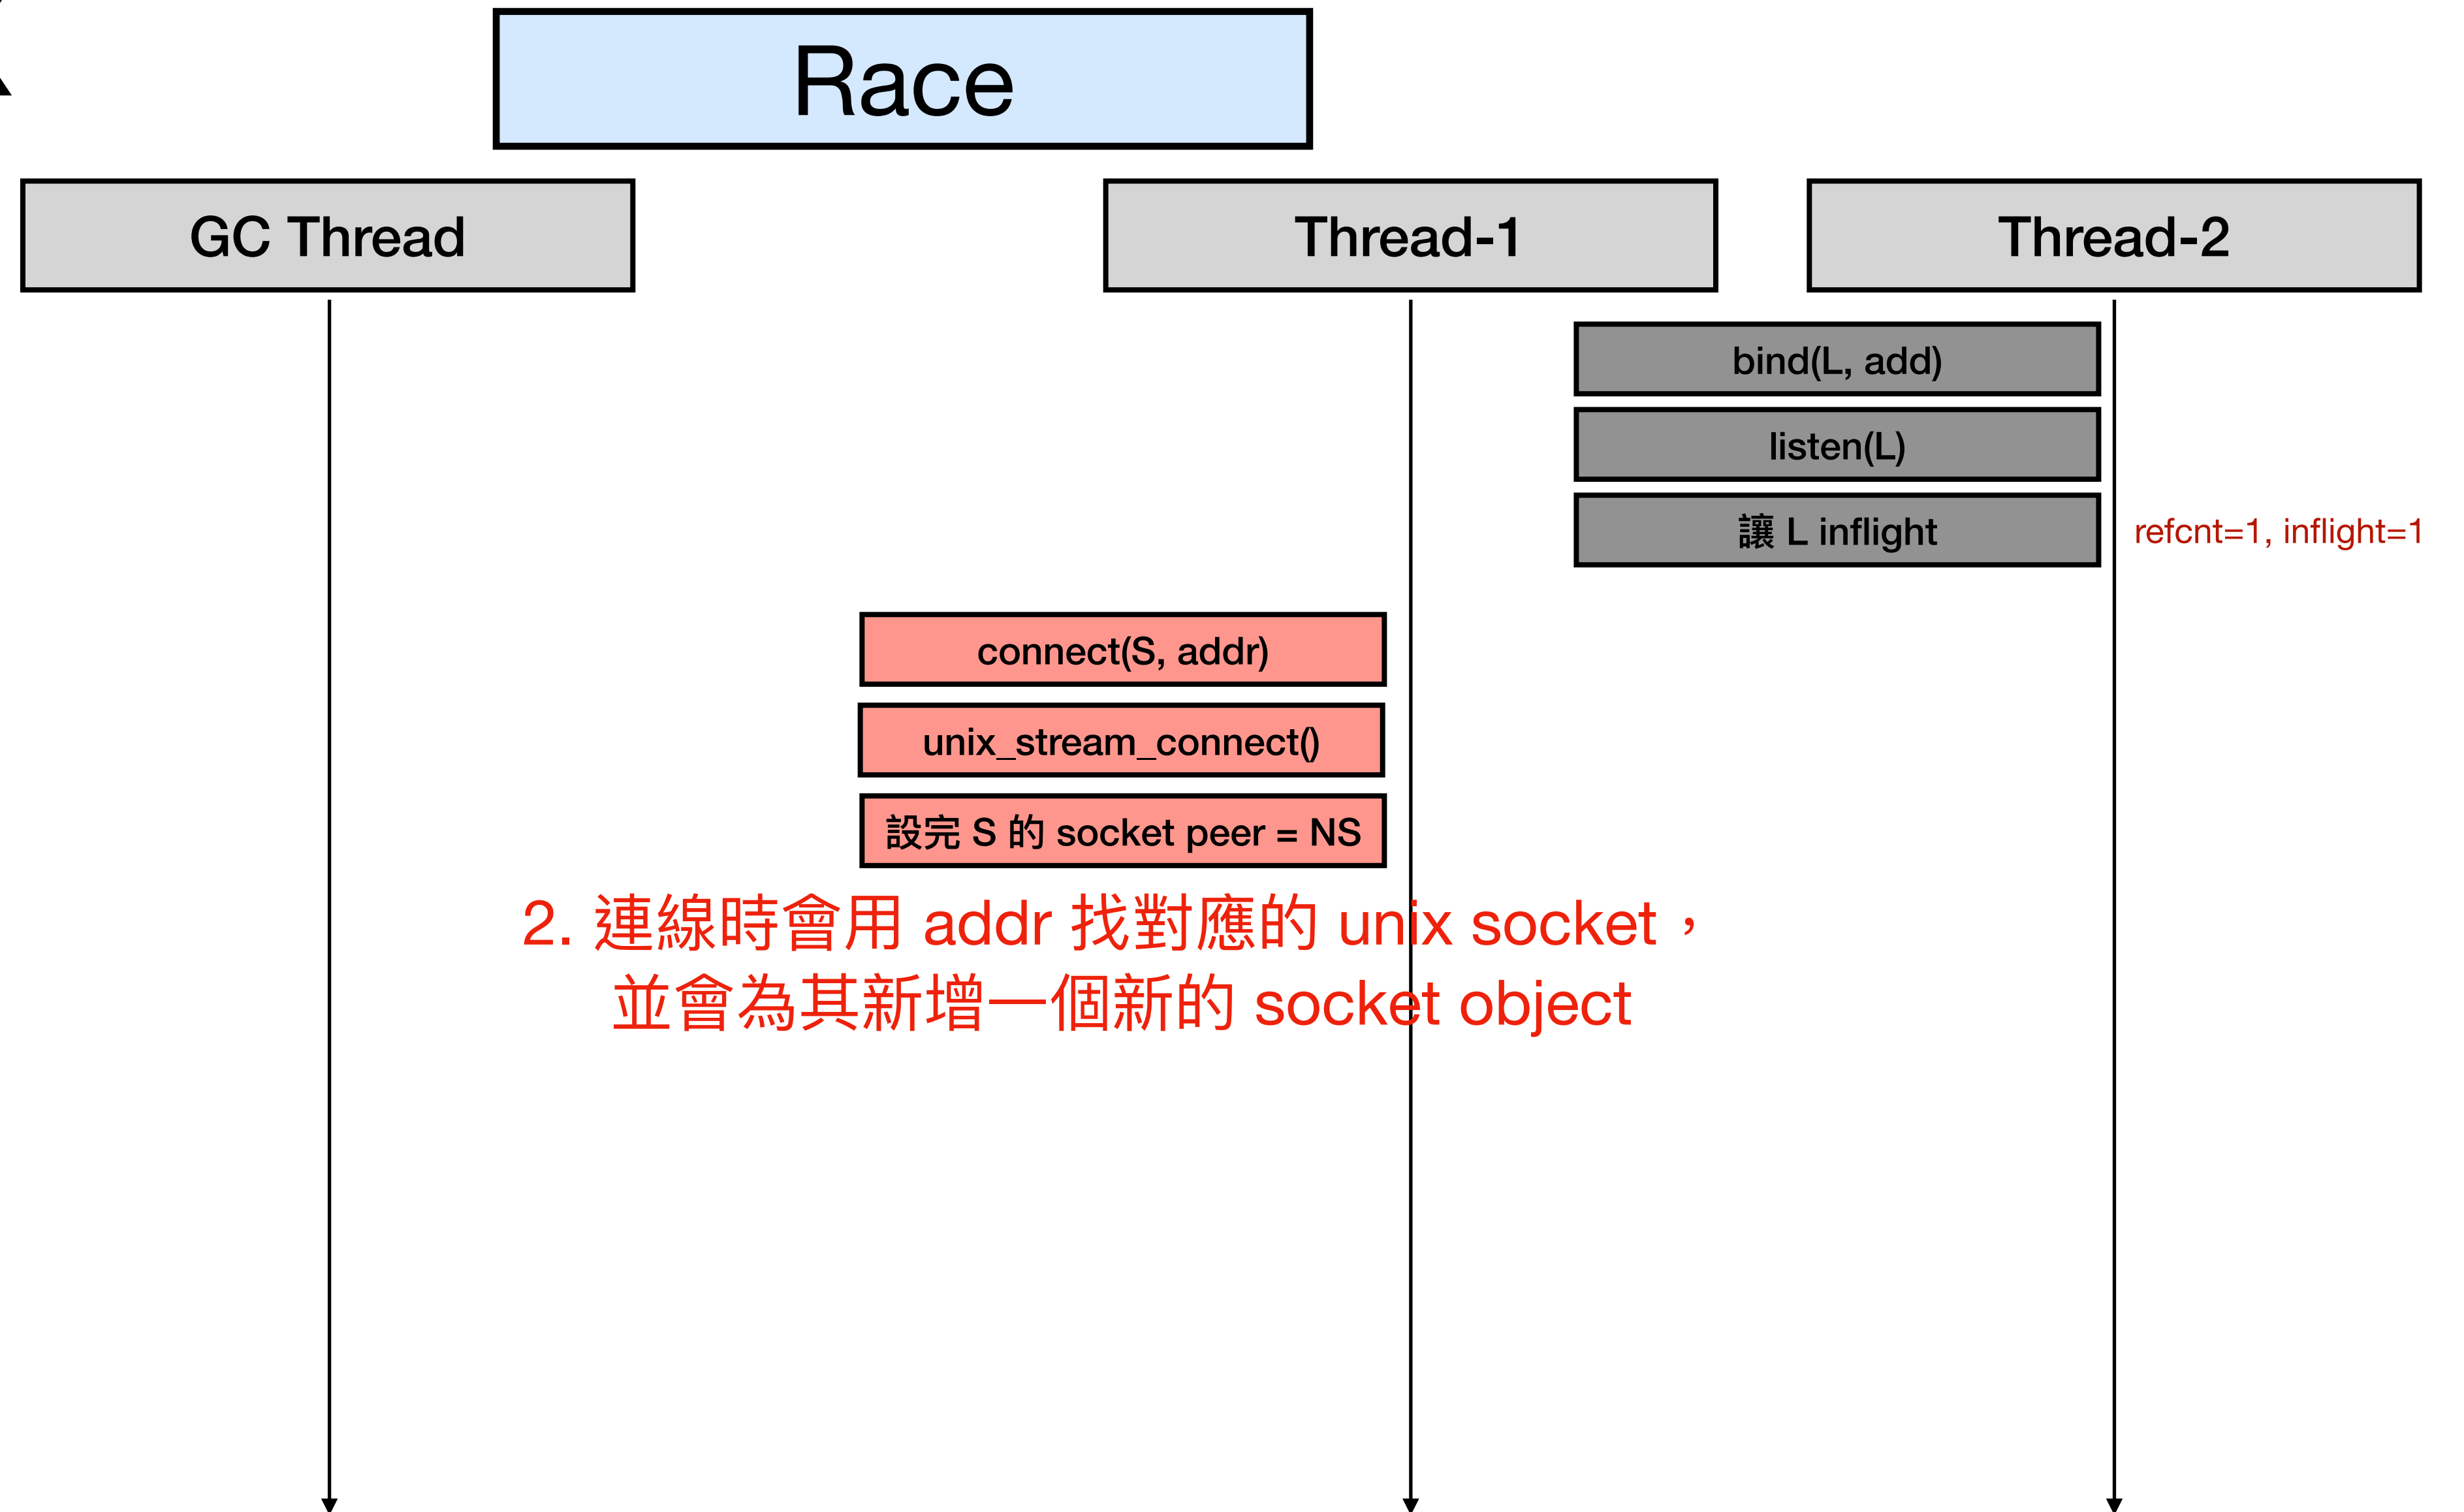 Race
GC Thread
Thread-1
Thread-2
bind(L, add)
listen(L)
讓 L inflight
refcnt=1, inflight=1
connect(S, addr)
unix_stream_connect()
設完 S 的 socket peer = NS
2. 連線時會用 addr 找對應的 unix socket，
並會為其新增一個新的 socket object